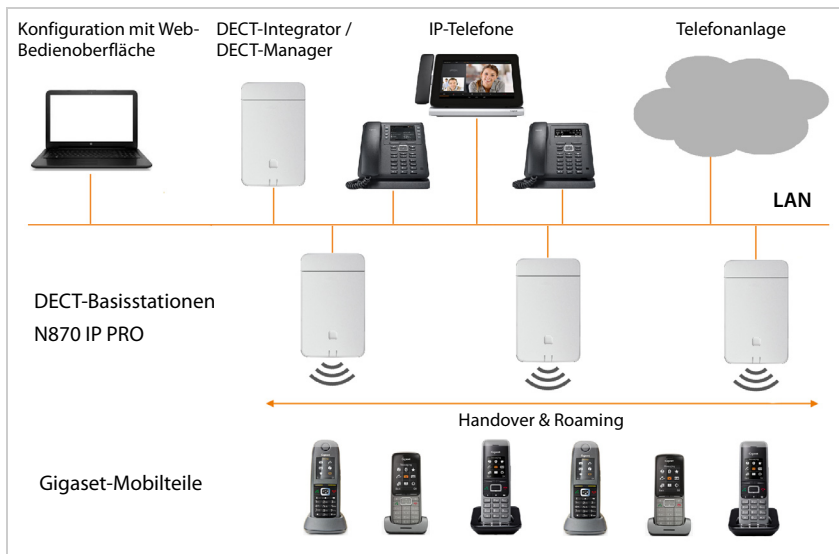 Konfiguration mit Web-
Bedienoberfläche
DECT-Integrator /
DECT-Manager
IP-Telefone
Telefonanlage
LAN
DECT-Basisstationen
N870 IP PRO
Handover & Roaming
Gigaset-Mobilteile